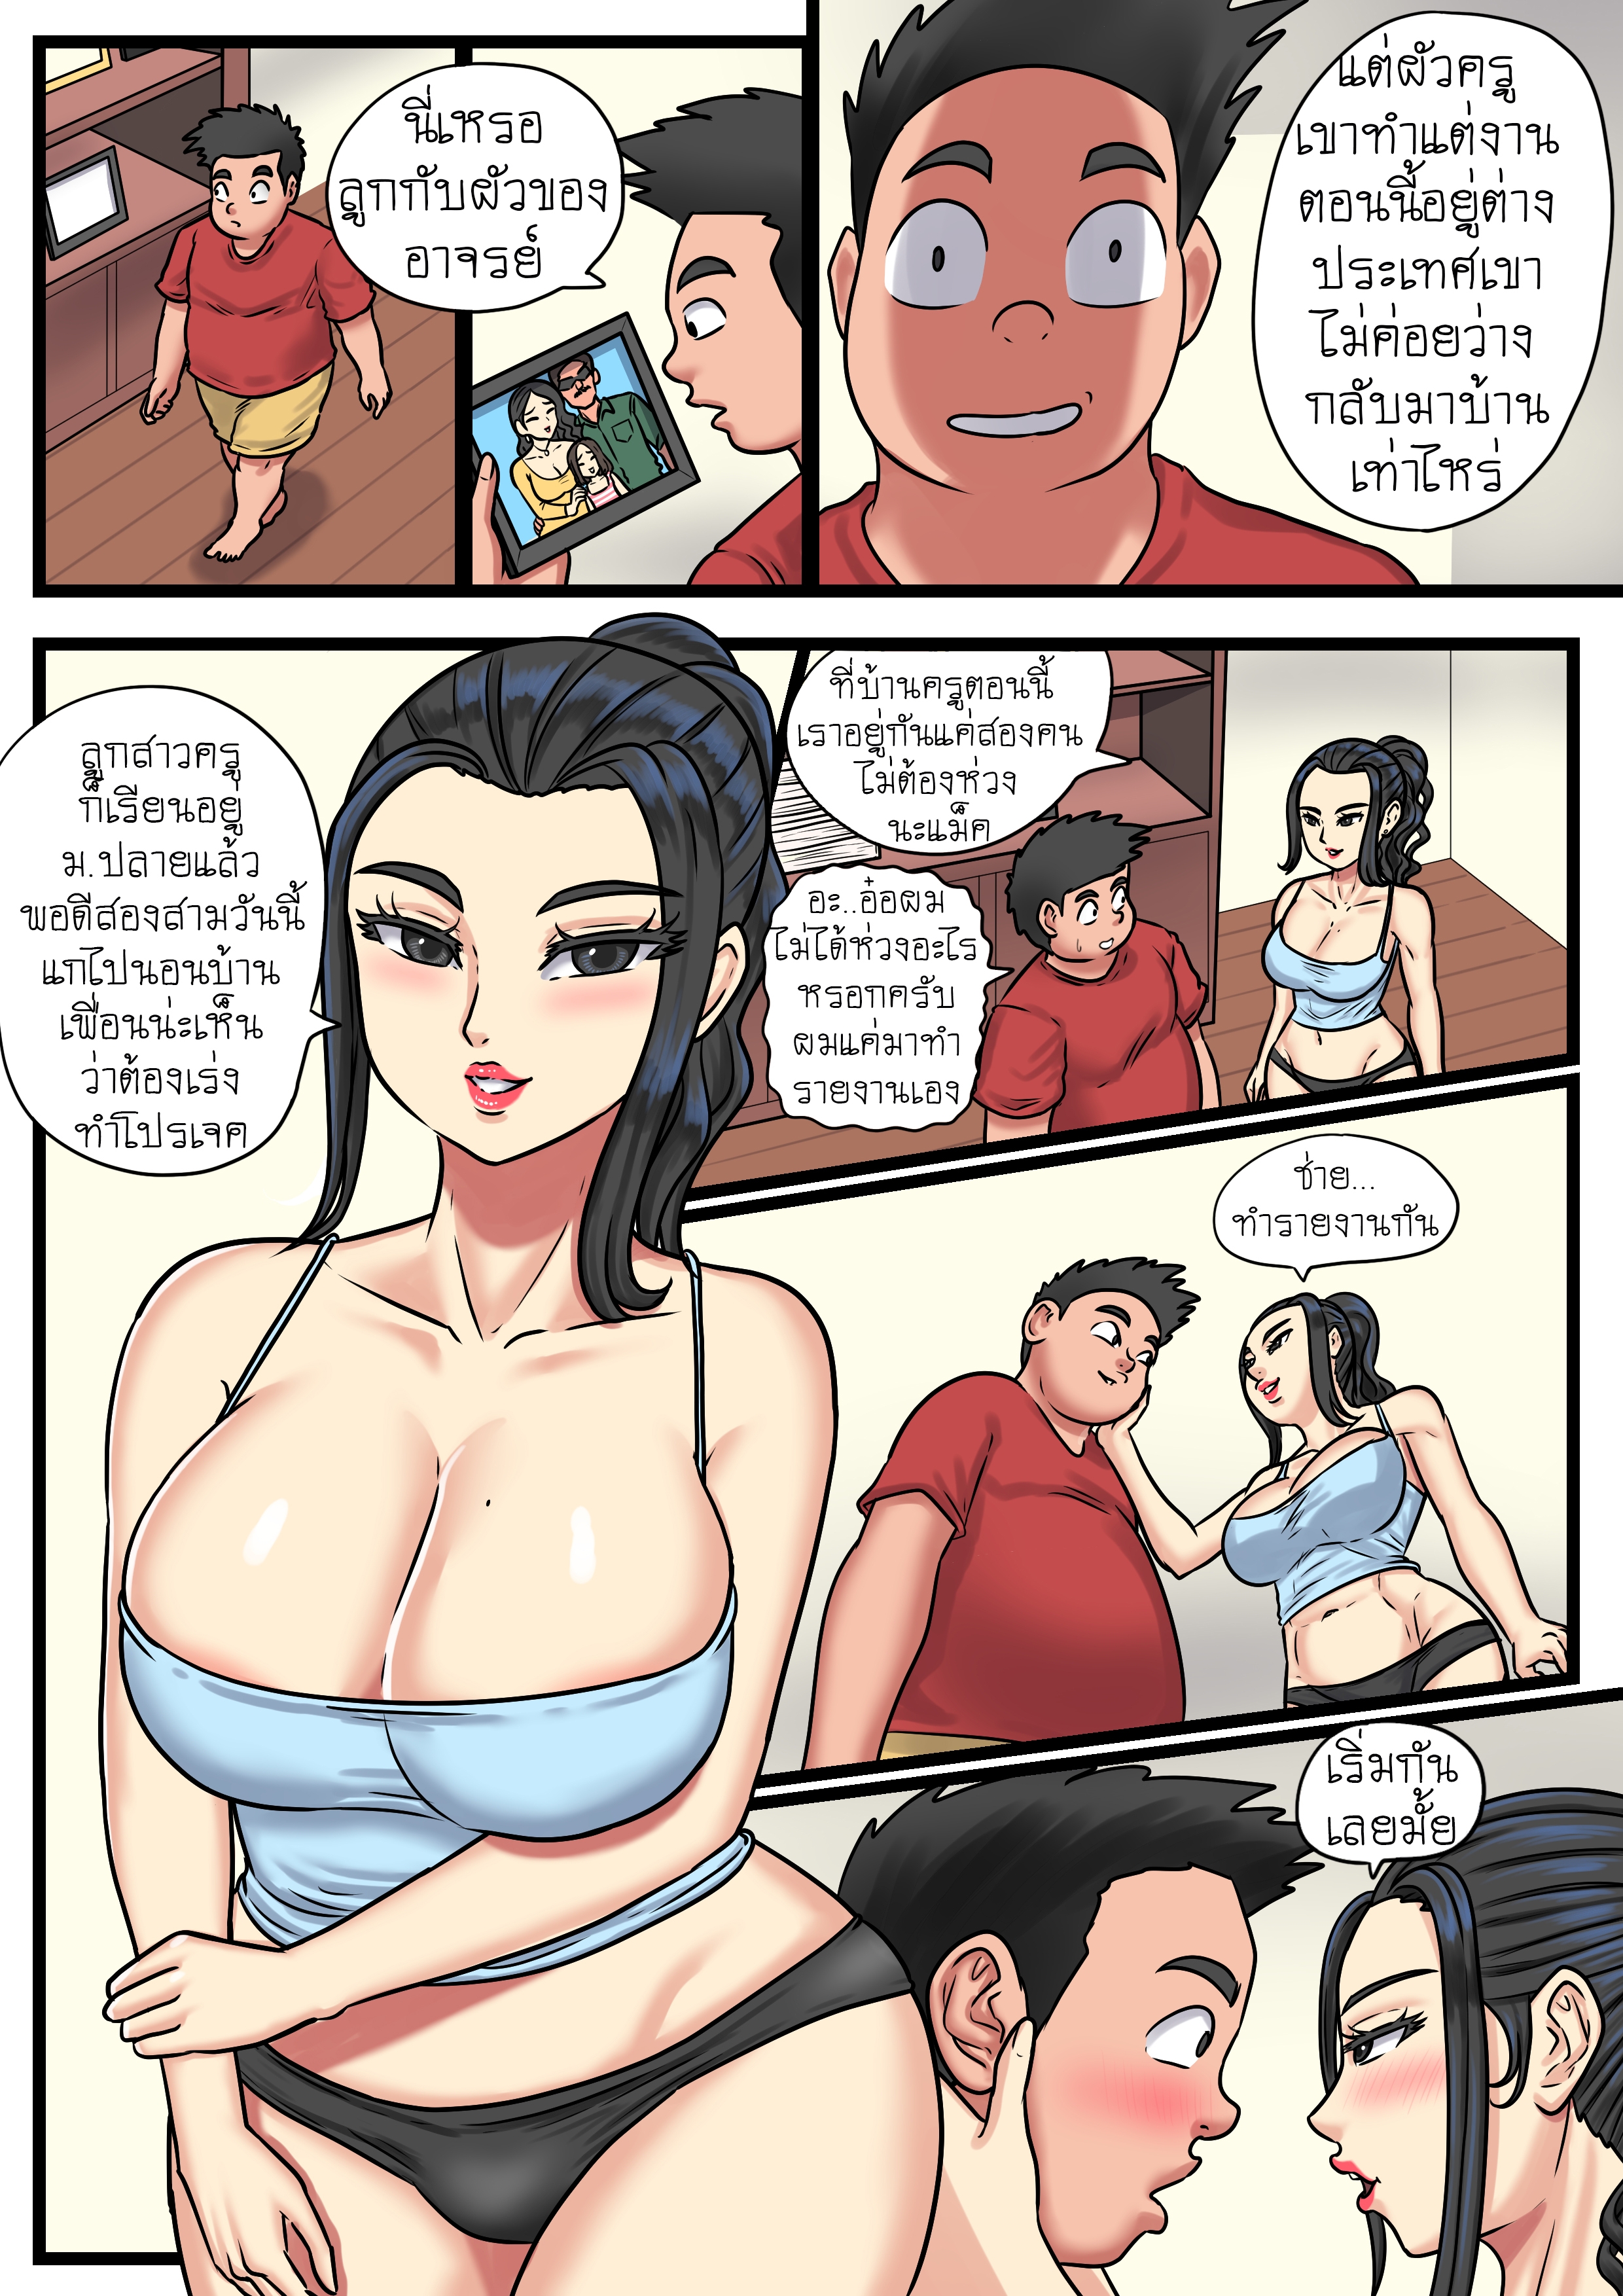 นี่เหรอ
ลูกกับผัวของ
อาจรย์
แต่ผัวครู
เขาทำแต่งาน
ตอนนี้อยู่ต่าง
ประเทศเขา
ไม่ค่อยว่าง
กลับมาบ้าน
เท่าไหร่
ลูกสาวครู
ก็เรียนอยู่
ม.ปลายแล้ว
พอดีสองสามวันนี้
แกไปนอนบ้าน
เพื่อนน่ะเห็น
ว่าต้องเร่ง
ทำโปรเจค
ที่บ้านครูตอนนี้
เราอยู่กันแค่สองคน
ไม่ต้องห่วง
นะแม็ค
อะ..อ๋อผม
ไม่ได้ห่วงอะไร
หรอกครับ
ผมแค่มาทำ
รายงานเอง
ช่าย...
ทำรายงานกัน
เริ่มกัน
เลยมั้ย